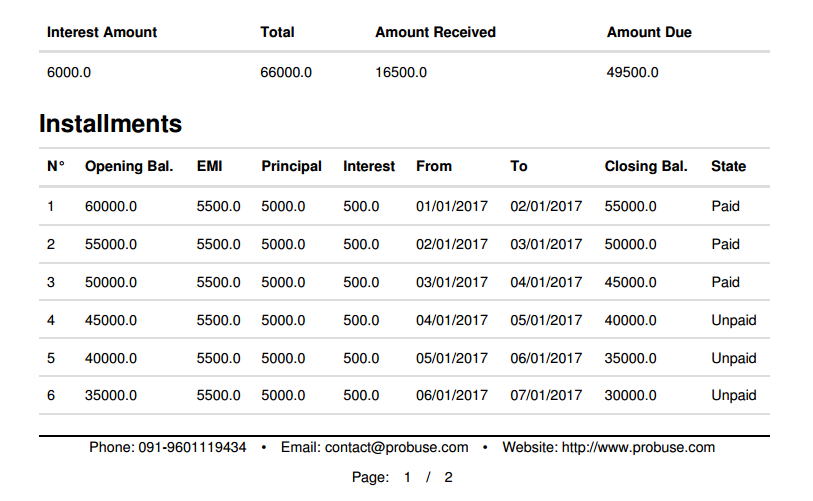 Interest Amount Total Amount Received Amount Due
6000.0 66000.0 16500.0 49500.0
Installments
N° Opening Bal. EMI Principal Interest From To Closing Bal. State
1 60000.0 5500.0 5000.0 500.0 01/01/2017 02/01/2017 55000.0 Paid
2 55000.0 5500.0 5000.0 500.0 02/01/2017 03/01/2017 50000.0 Paid
3 50000.0 5500.0 5000.0 500.0 03/01/2017 04/01/2017 45000.0 Paid
4 45000.0 5500.0 5000.0 500.0 04/01/2017 05/01/2017 40000.0 Unpaid
5 40000.0 5500.0 5000.0 500.0 05/01/2017 06/01/2017 35000.0 Unpaid
6 35000.0 5500.0 5000.0 500.0 06/01/2017 07/01/2017 30000.0 Unpaid
Phone: 091-9601119434 • Email: contact@probuse.com • Website: http://www.probuse.com
Page: 1 / 2